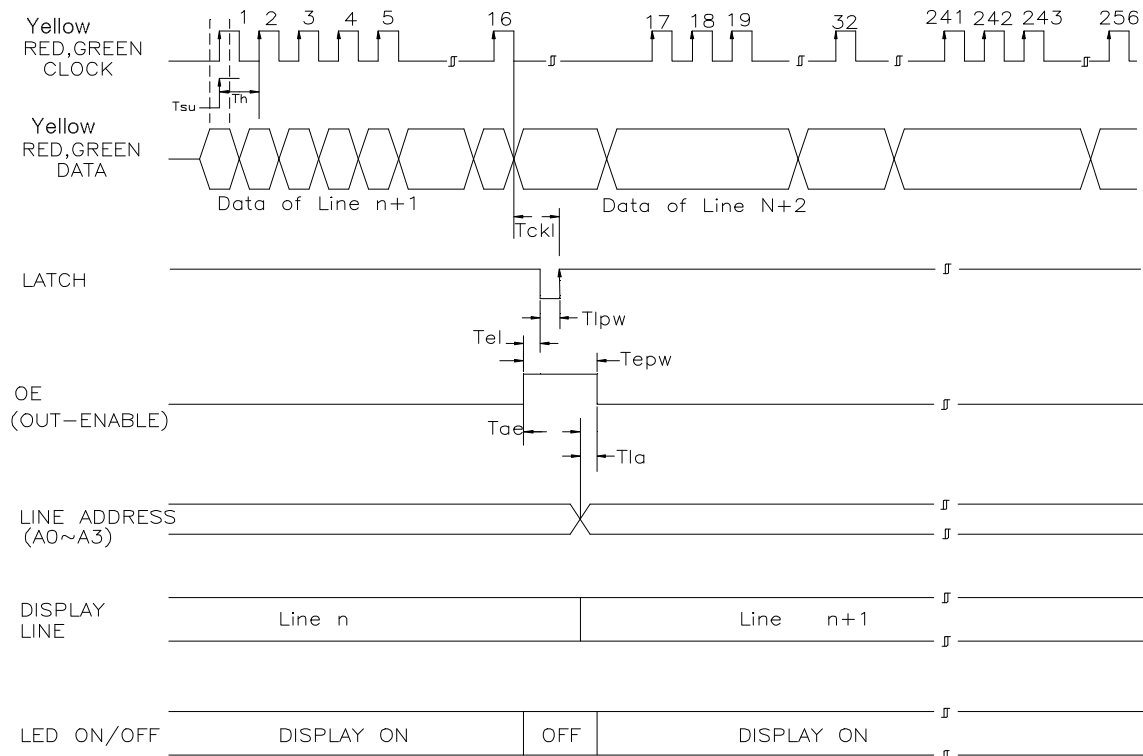 Yellow
RED,GREEN
CLOCK
1 2 3 4 5 16 17 18 19 32 241 242 243 256
Tsu
Th
Yellow
RED,GREEN
DATA
Data of Line n+1
Data of Line N+2
Tckl
LATCH
Tlpw
Tel
Tepw
OE
(OUT-ENABLE)
Tae
Tla
LINE ADDRESS
(A0~A3)
DISPLAY
LINE
Line n
Line n+1
LED ON/OFF
DISPLAY ON
OFF
DISPLAY ON